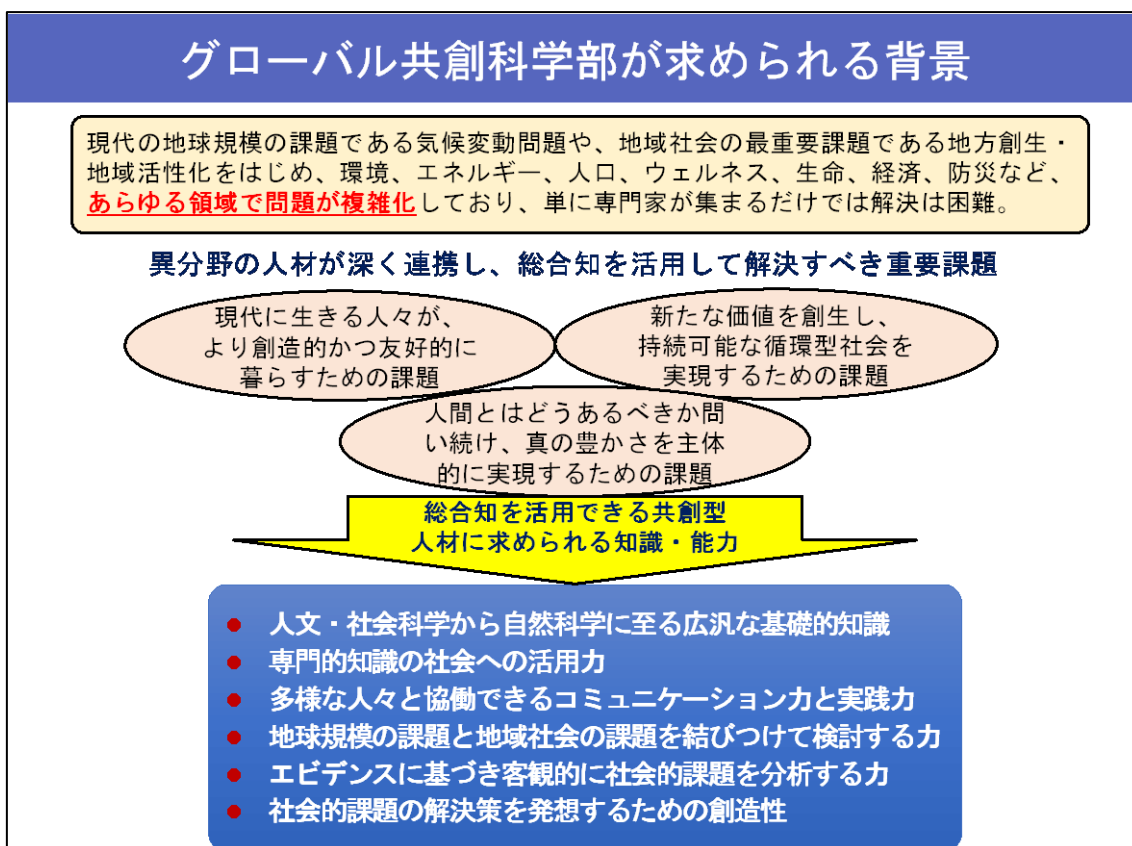 グローバル共創科学部が求められる背景
現代の地球規模の課題である気候変動問題や、地域社会の最重要課題である地方創生・
地域活性化をはじめ、環境、エネルギー、人口、ウェルネス、生命、経済、防災など、
あらゆる領域で問題が複雑化しており、単に専門家が集まるだけでは解決は困難。
異分野の人材が深く連携し、総合知を活用して解決すべき重要課題
現代に生きる人々が、
より創造的かつ友好的に
暮らすための課題
新たな価値を創生し、
持続可能な循環型社会を
実現するための課題
人間とはどうあるべきか問
い続け、真の豊かさを主体
的に実現するための課題
総合知を活用できる共創型
人材に求められる知識・能力
● 人文・社会科学から自然科学に至る広汎な基礎的知識
● 専門的知識の社会への活用力
● 多様な人々と協働できるコミュニケーション力と実践力
● 地球規模の課題と地域社会の課題を結びつけて検討する力
● エビデンスに基づき客観的に社会的課題を分析する力
● 社会的課題の解決策を発想するための創造性